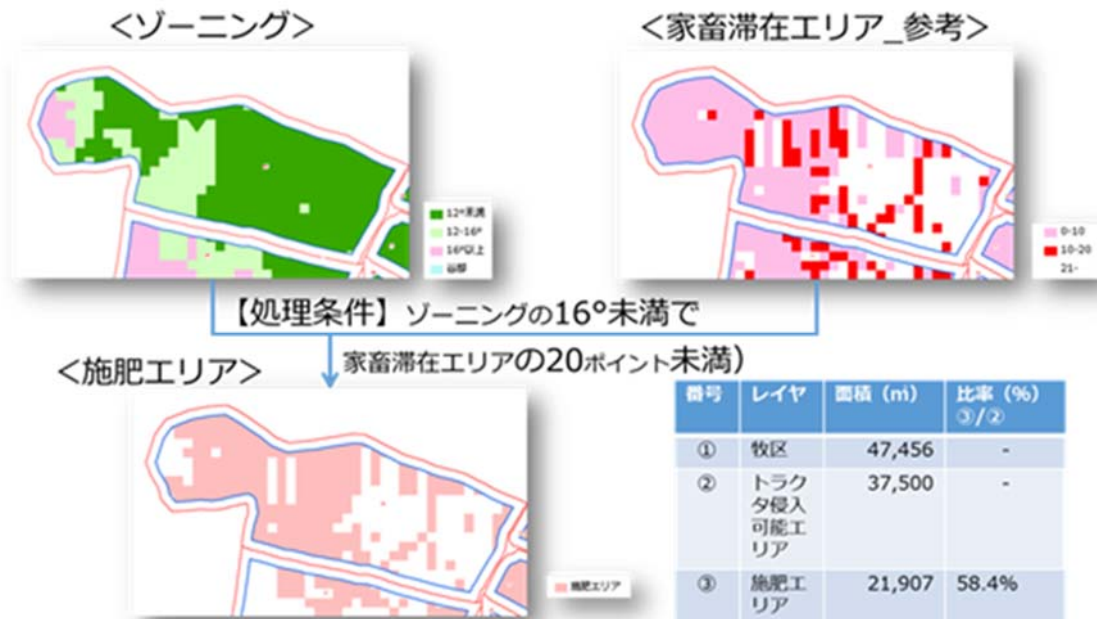 <ゾーニング>
<家畜滞在エリア_参考>
12°未満
12-16°
16°以上
谷部
0-10
10-20
21-
【処理条件】ゾーニングの16°未満で
家畜滞在エリアの20ポイント未満)
<施肥エリア>
施肥エリア
番号 レイヤ 面積(㎡) 比率(%)
③/②
① 牧区 47,456 -
② トラク 37,500 -
タ侵入
可能エ
リア
③ 施肥エ 21,907 58.4%
リア